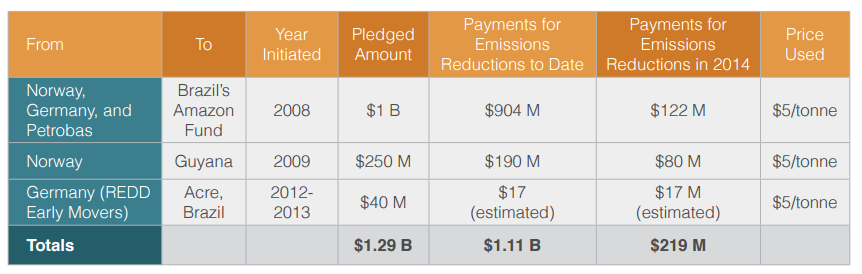 From
To
Year
Initiated
Pledged
Amount
Payments for
Emissions
Reductions to Date
Payments for
Emissions
Reductions in 2014
Price
Used
Norway,
Germany, and
Petrobas
Brazil's
Amazon
Fund
2008
$1 B
$904 M
$122 M
$5/tonne
Norway
Guyana
2009
$250 M
$190 M
$80 M
$5/tonne
Germany (REDD
Early Movers)
Acre,
Brazil
2012-
2013
$40 M
$17
(estimated)
$17 M
(estimated)
$5/tonne
Totals
$1.29 B
$1.11 B
$219 M